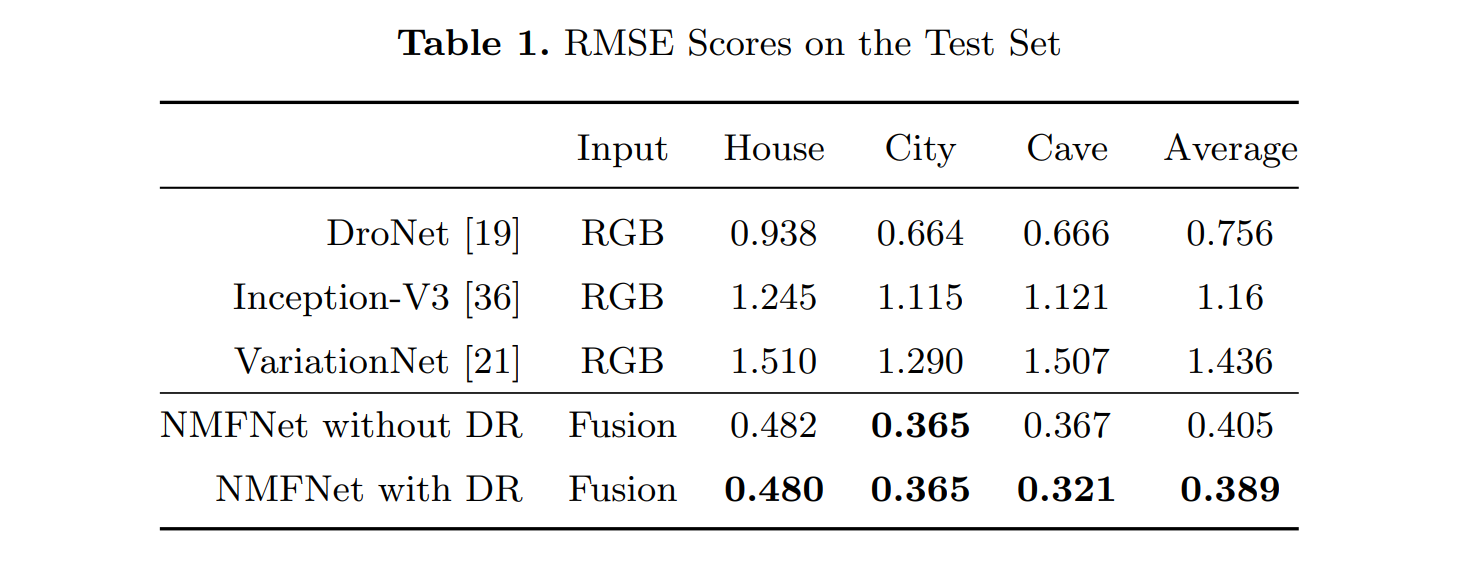 Table 1. RMSE Scores on the Test Set
Input House City Cave Average
DroNet [19] RGB 0.938 0.664 0.666 0.756
Inception-V3 [36] RGB 1.245 1.115 1.121 1.16
VariationNet [21] RGB 1.510 1.290 1.507 1.436
NMFNet without DR Fusion 0.482 0.365 0.367 0.405
NMFNet with DR Fusion 0.480 0.365 0.321 0.389